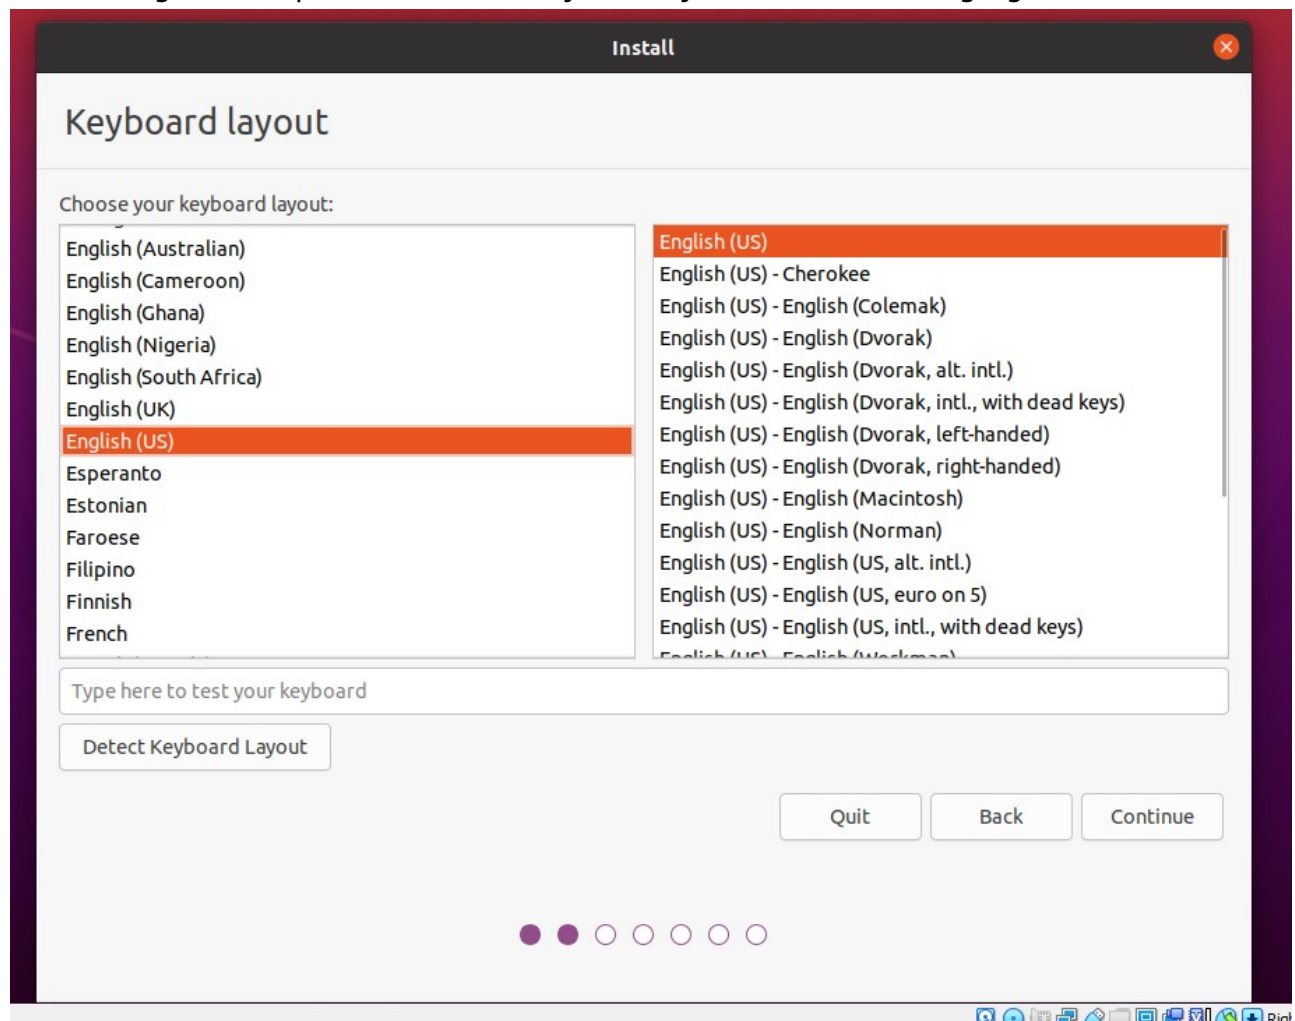 Install
Keyboard layout
Choose your keyboard layout:
English (Australian)
English (Cameroon)
English (Ghana)
English (Nigeria)
English (South Africa)
English (UK)
English (US)
Esperanto
Estonian
Faroese
Filipino
Finnish
French
English (US)
English (US) - Cherokee
English (US) - English (Colemak)
English (US) - English (Dvorak)
English (US) - English (Dvorak, alt. intl.)
English (US) - English (Dvorak, intl., with dead keys)
English (US) - English (Dvorak, left-handed)
English (US) - English (Dvorak, right-handed)
English (US) - English (Macintosh)
English (US) - English (Norman)
English (US) - English (US, alt. intl.)
English (US) - English (US, euro on 5)
English (US) - English (US, intl., with dead keys)
English (US) - English (Workman)
Type here to test your keyboard
Detect Keyboard Layout
Quit
Back
Continue